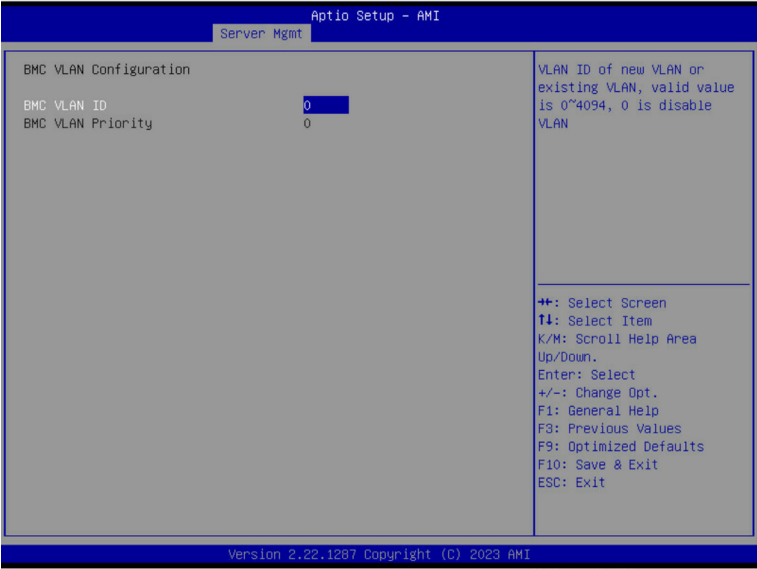 Aptio Setup – AMI
Server Mgmt
BMC VLAN Configuration
BMC VLAN ID 0
BMC VLAN Priority 0
VLAN ID of new VLAN or
existing VLAN, valid value
is 0~4094, 0 is disable
VLAN
→←: Select Screen
↑↓: Select Item
K/M: Scroll Help Area
Up/Down.
Enter: Select
+/-: Change Opt.
F1: General Help
F3: Previous Values
F9: Optimized Defaults
F10: Save & Exit
ESC: Exit
Version 2.22.1287 Copyright (C) 2023 AMI